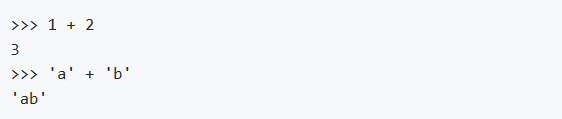 >>> 1 + 2
3
>>> 'a' + 'b'
'ab'